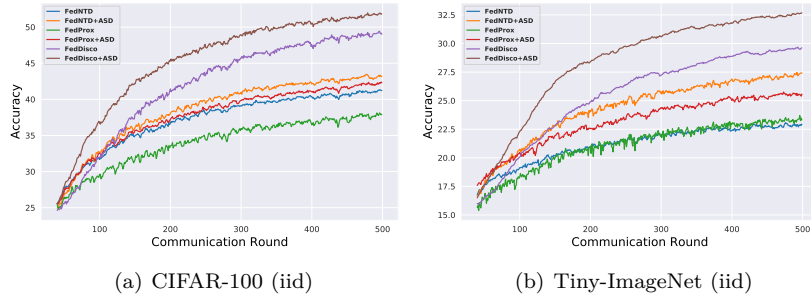 FedNTD
FedNTD+ASD
FedProx
FedProx+ASD
FedDisco
FedDisco+ASD
50
45
40
35
30
25
Accuracy
100 200 300 400 500
Communication Round
(a) CIFAR-100 (iid)
FedNTD
FedNTD+ASD
FedProx
FedProx+ASD
FedDisco
FedDisco+ASD
32.5
30.0
27.5
25.0
22.5
20.0
17.5
15.0
Accuracy
100 200 300 400 500
Communication Round
(b) Tiny-ImageNet (iid)